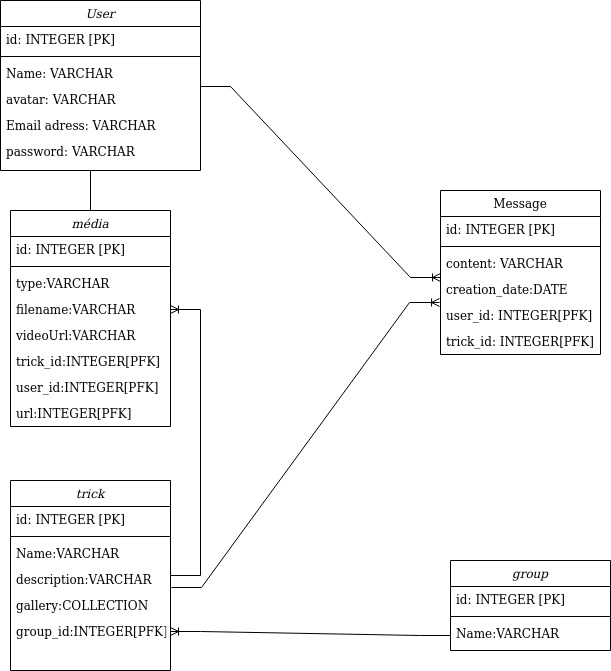 User
id: INTEGER [PK]
Name: VARCHAR
avatar: VARCHAR
Email adress: VARCHAR
password: VARCHAR
média
id: INTEGER [PK]
type:VARCHAR
filename:VARCHAR
videoUrl:VARCHAR
trick_id:INTEGER[PFK]
user_id:INTEGER[PFK]
url:INTEGER[PFK]
Message
id: INTEGER [PK]
content: VARCHAR
creation_date:DATE
user_id: INTEGER[PFK]
trick_id: INTEGER[PFK]
trick
id: INTEGER [PK]
Name:VARCHAR
description:VARCHAR
gallery:COLLECTION
group_id:INTEGER[PFK]
group
id: INTEGER [PK]
Name:VARCHAR